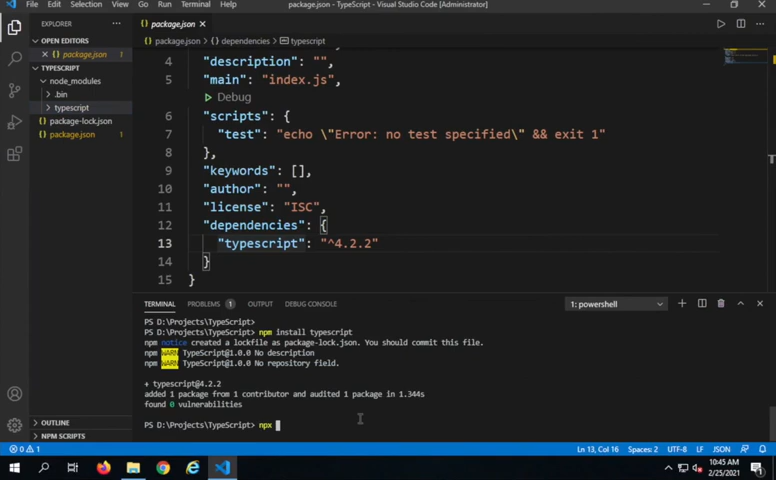 File Edit Selection View Go Run Terminal Help
package.json - TypeScript - Visual Studio Code [Administrator]
EXPLORER
package.json ×
OPEN EDITORS
package.json 1
package.json > {} dependencies > typescript
TYPESCRIPT
node_modules
.bin
typescript
package-lock.json
package.json 1
4 "description": "",
5 "main": "index.js",
Debug
6 "scripts": {
7 "test": "echo \"Error: no test specified\" && exit 1"
8 },
9 "keywords": [],
10 "author": "",
11 "license": "ISC",
12 "dependencies": {
13 "typescript": "^4.2.2"
14 }
15 }
TERMINAL PROBLEMS 1 OUTPUT DEBUG CONSOLE 1: powershell
PS D:\Projects\TypeScript>
PS D:\Projects\TypeScript> npm install typescript
npm notice created a lockfile as package-lock.json. You should commit this file.
npm WARN TypeScript@1.0.0 No description
npm WARN TypeScript@1.0.0 No repository field.
+ typescript@4.2.2
added 1 package from 1 contributor and audited 1 package in 1.344s
found 0 vulnerabilities
PS D:\Projects\TypeScript> npx
OUTLINE
NPM SCRIPTS
0 1 Ln 13, Col 16 Spaces: 2 UTF-8 LF JSON
10:45 AM
2/25/2021